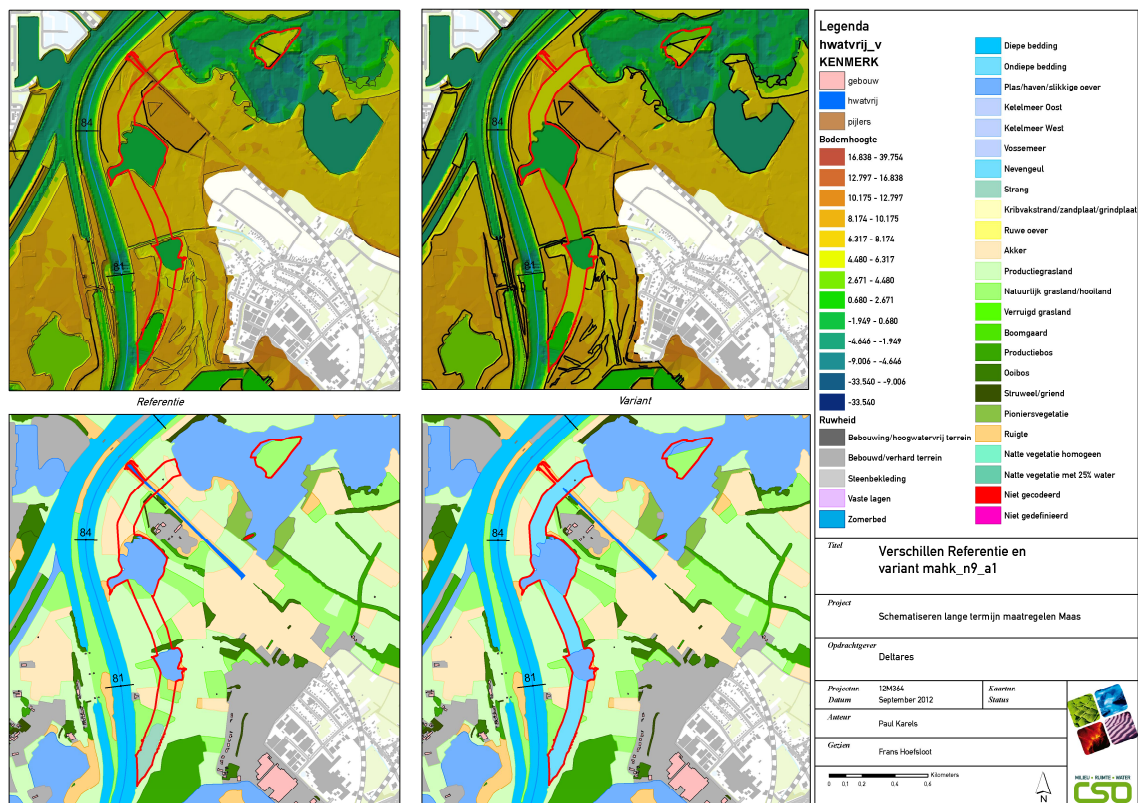 84
81
Referentie
84
81
Variant
84
81
84
81
Legenda
hwatvrij_v
KENMERK
gebouw
hwatvrij
pijlers
Bodemhoogte
16.838 - 39.754
12.797 - 16.838
10.175 - 12.797
8.174 - 10.175
6.317 - 8.174
4.480 - 6.317
2.671 - 4.480
0.680 - 2.671
-1.949 - 0.680
-4.646 - -1.949
-9.006 - -4.646
-33.540 - -9.006
-33.540
Ruwheid
Bebouwing/hoogwatervrij terrein
Bebouwd/verhard terrein
Steenbekleding
Vaste lagen
Zomerbed
Diepe bedding
Ondiepe bedding
Plas/haven/slikkige oever
Ketelmeer Oost
Ketelmeer West
Vossemeer
Nevengeul
Strang
Kribvakstrand/zandplaat/grindplaat
Ruwe oever
Akker
Productiegrasland
Natuurlijk grasland/hooiland
Verruigd grasland
Boomgaard
Productiebos
Ooibos
Struweel/griend
Pioniersvegetatie
Ruigte
Natte vegetatie homogeen
Natte vegetatie met 25% water
Niet gecodeerd
Niet gedefinieerd
Titel
Verschillen Referentie en
variant mahk_n9_a1
Project
Schematiseren lange termijn maatregelen Maas
Opdrachtgever
Deltares
Projectnr. 12M364 Kaartnr.
Datum September 2012 Status
Auteur
Paul Karels
Gezien
Frans Hoefsloot
Kilometers
0 0,1 0,2 0,4 0,6
N
MILIEU • RUIMTE • WATER
CSO